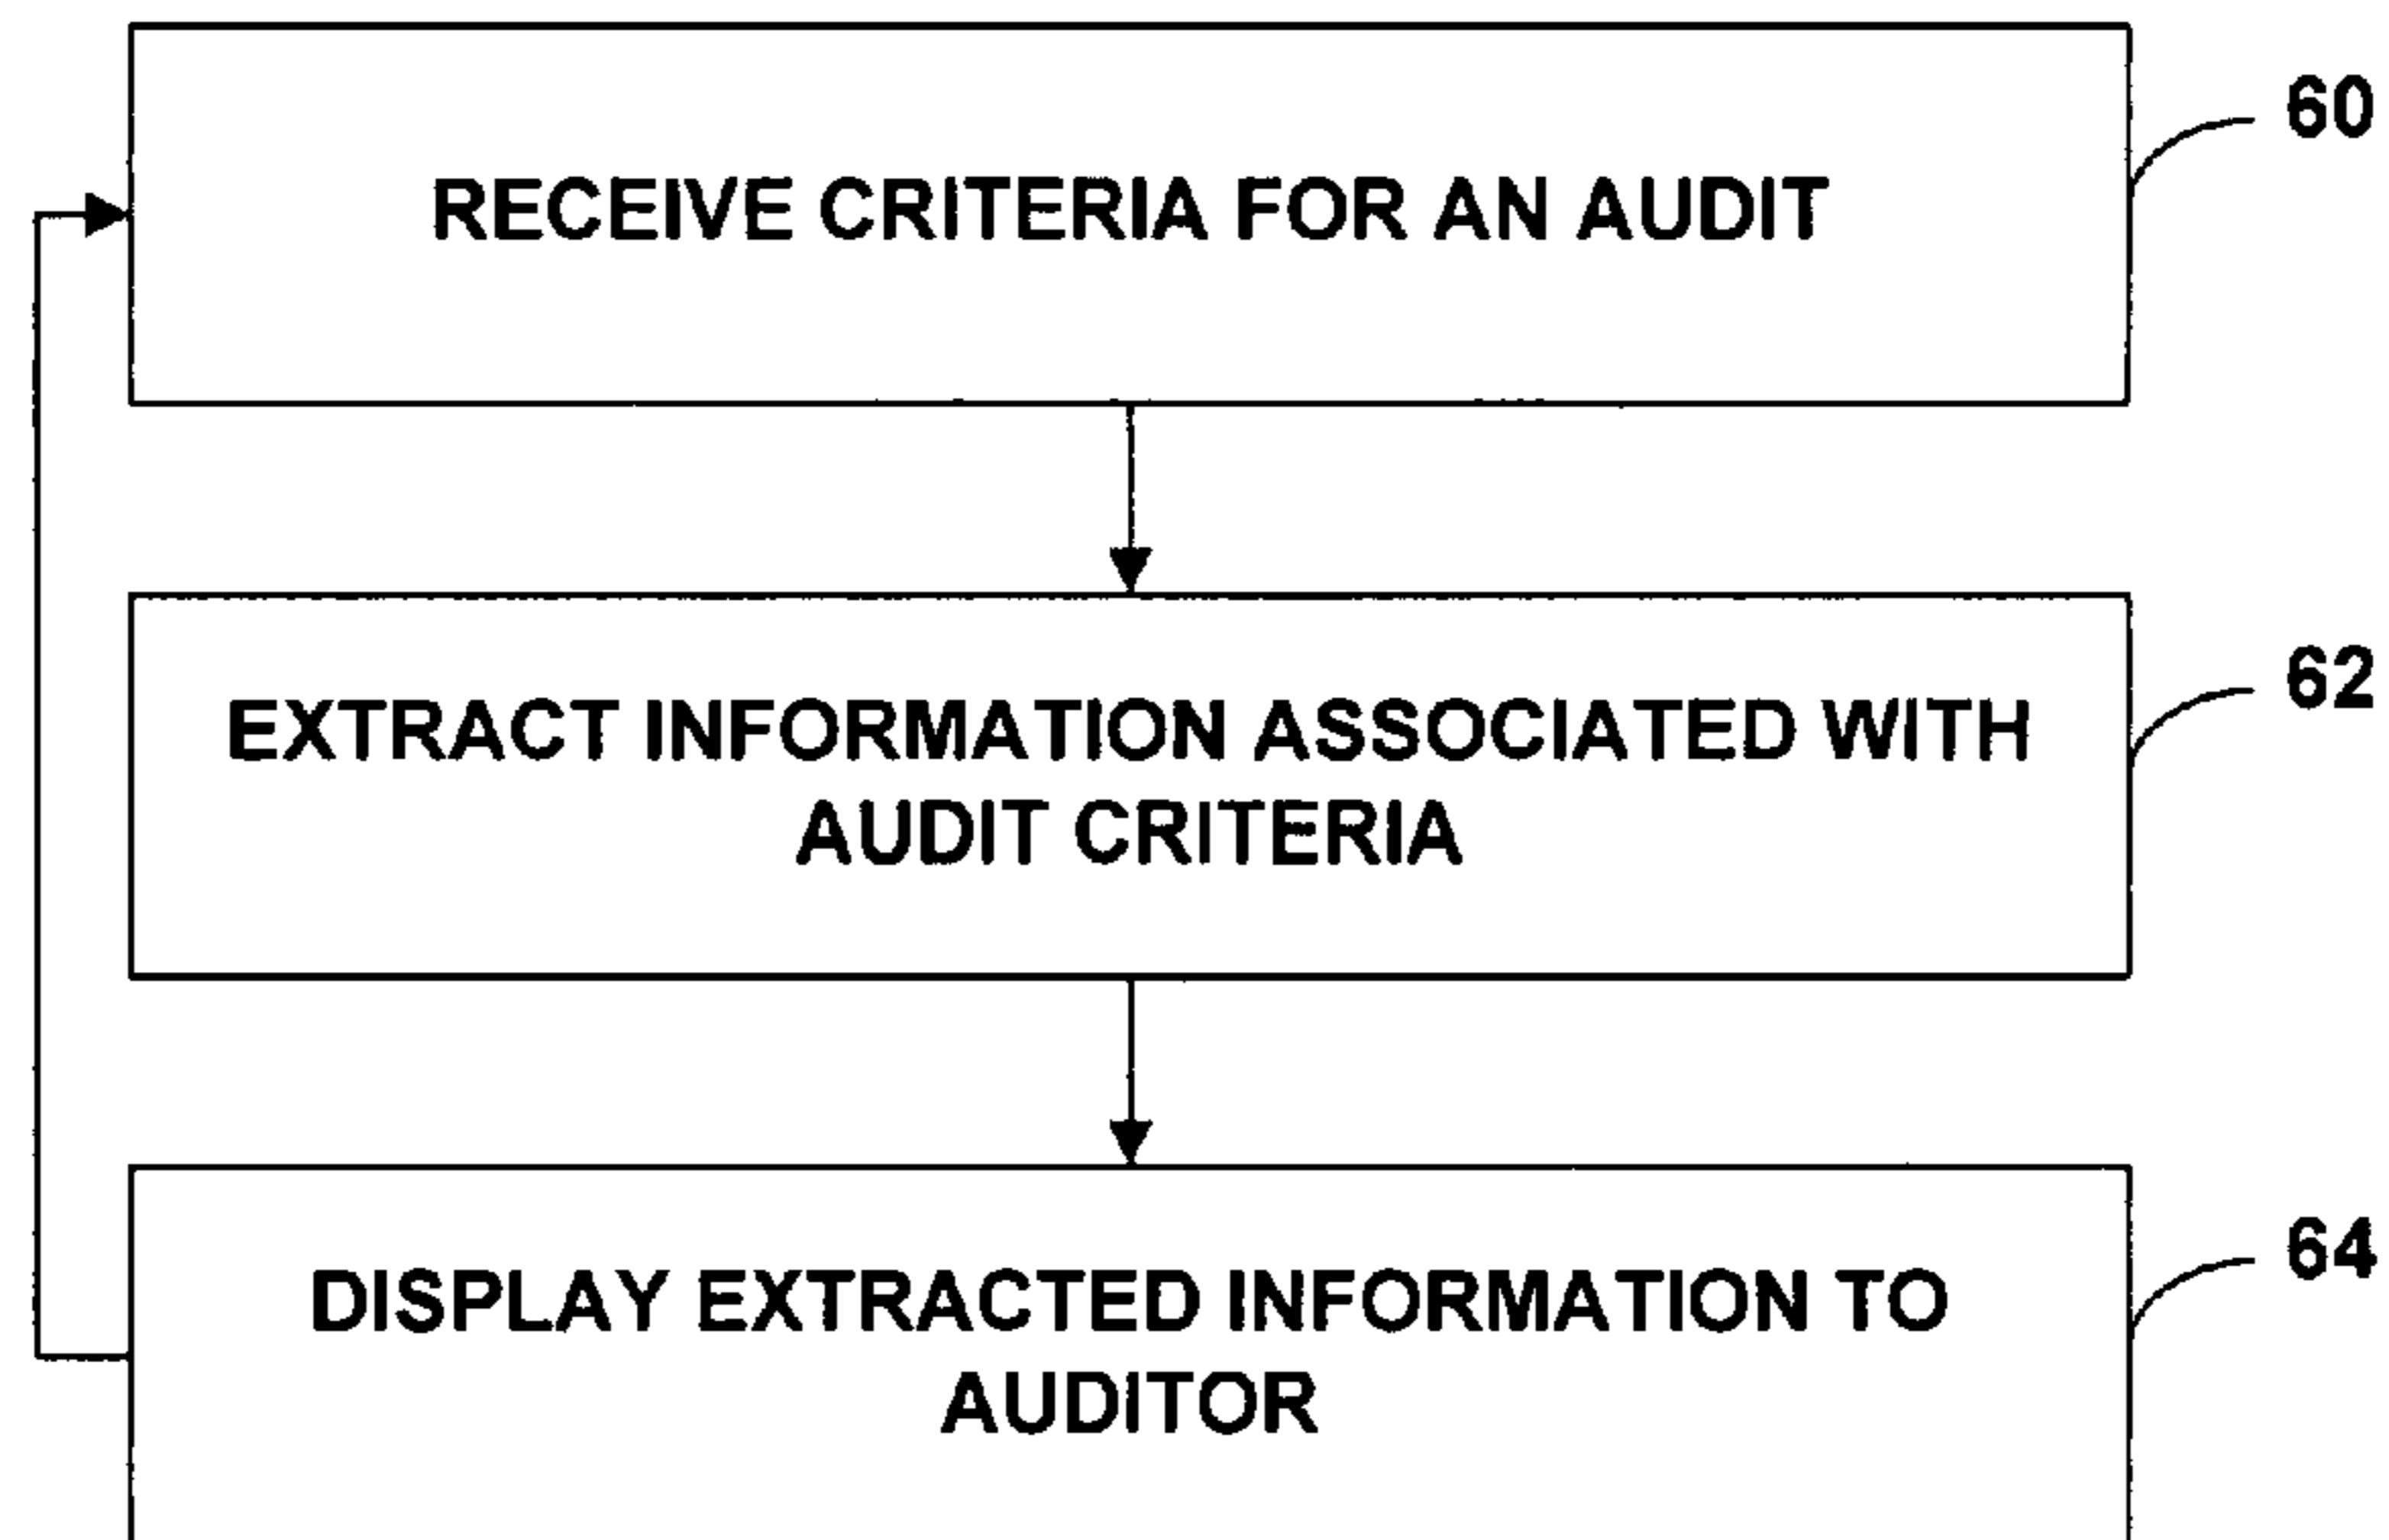 RECEIVE CRITERIA FOR AN AUDIT
60
EXTRACT INFORMATION ASSOCIATED WITH
AUDIT CRITERIA
62
DISPLAY EXTRACTED INFORMATION TO
AUDITOR
64